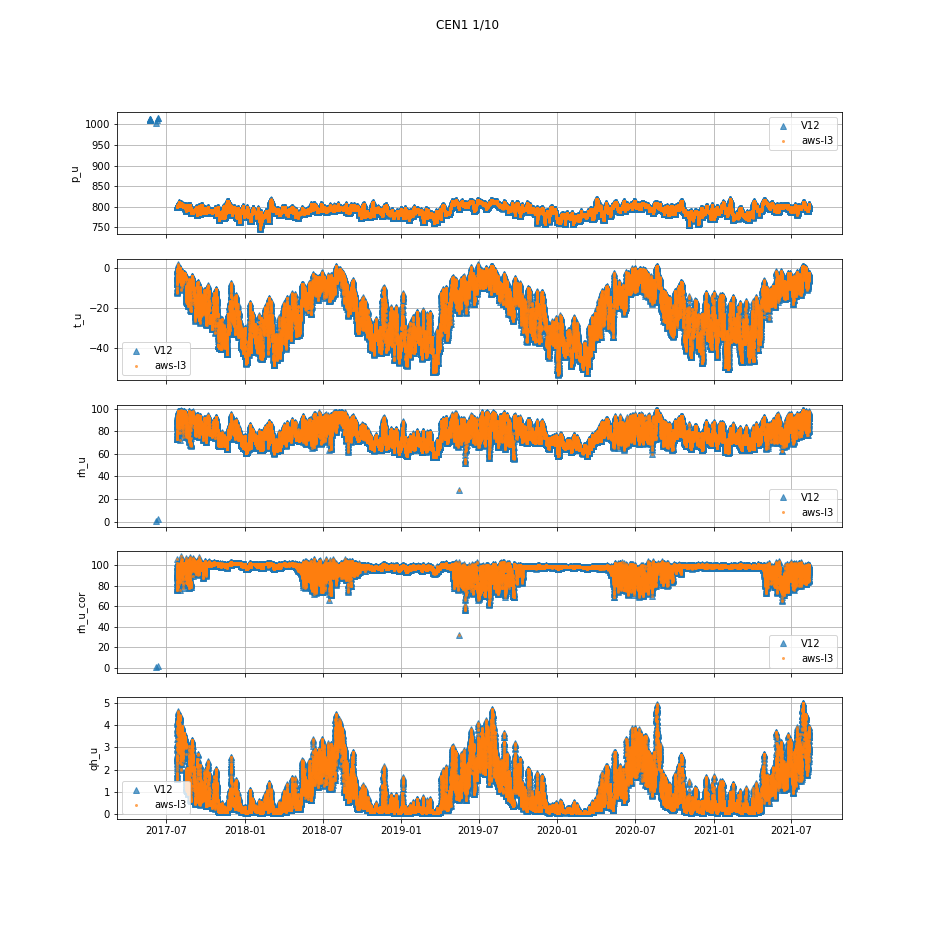 CEN1 1/10
1000
950
900
850
800
750
p_u
V12
aws-l3
0
−20
−40
t_u
V12
aws-l3
100
80
60
40
20
0
rh_u
V12
aws-l3
100
80
60
40
20
0
rh_u_cor
V12
aws-l3
5
4
3
2
1
0
qh_u
V12
aws-l3
2017-07
2018-01
2018-07
2019-01
2019-07
2020-01
2020-07
2021-01
2021-07